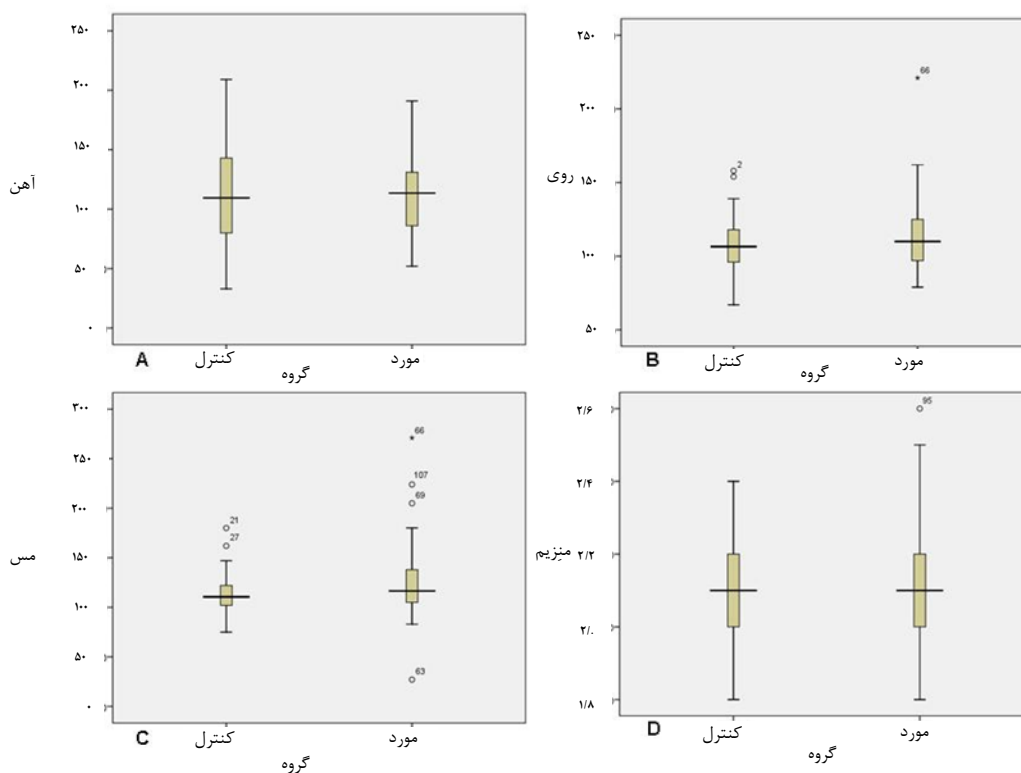 آهن
۲۵۰
۲۰۰
۱۵۰
۱۰۰
۵۰
۰
A
کنترل
مورد
گروه
روی
۲۵۰
۲۰۰
۱۵۰
۱۰۰
۵۰
2
66
B
کنترل
مورد
گروه
مس
۳۰۰
۲۵۰
۲۰۰
۱۵۰
۱۰۰
۵۰
۰
21
27
66
107
69
63
C
کنترل
مورد
گروه
منزیم
۲/۶
۲/۴
۲/۲
۲/۰
۱/۸
95
D
کنترل
مورد
گروه